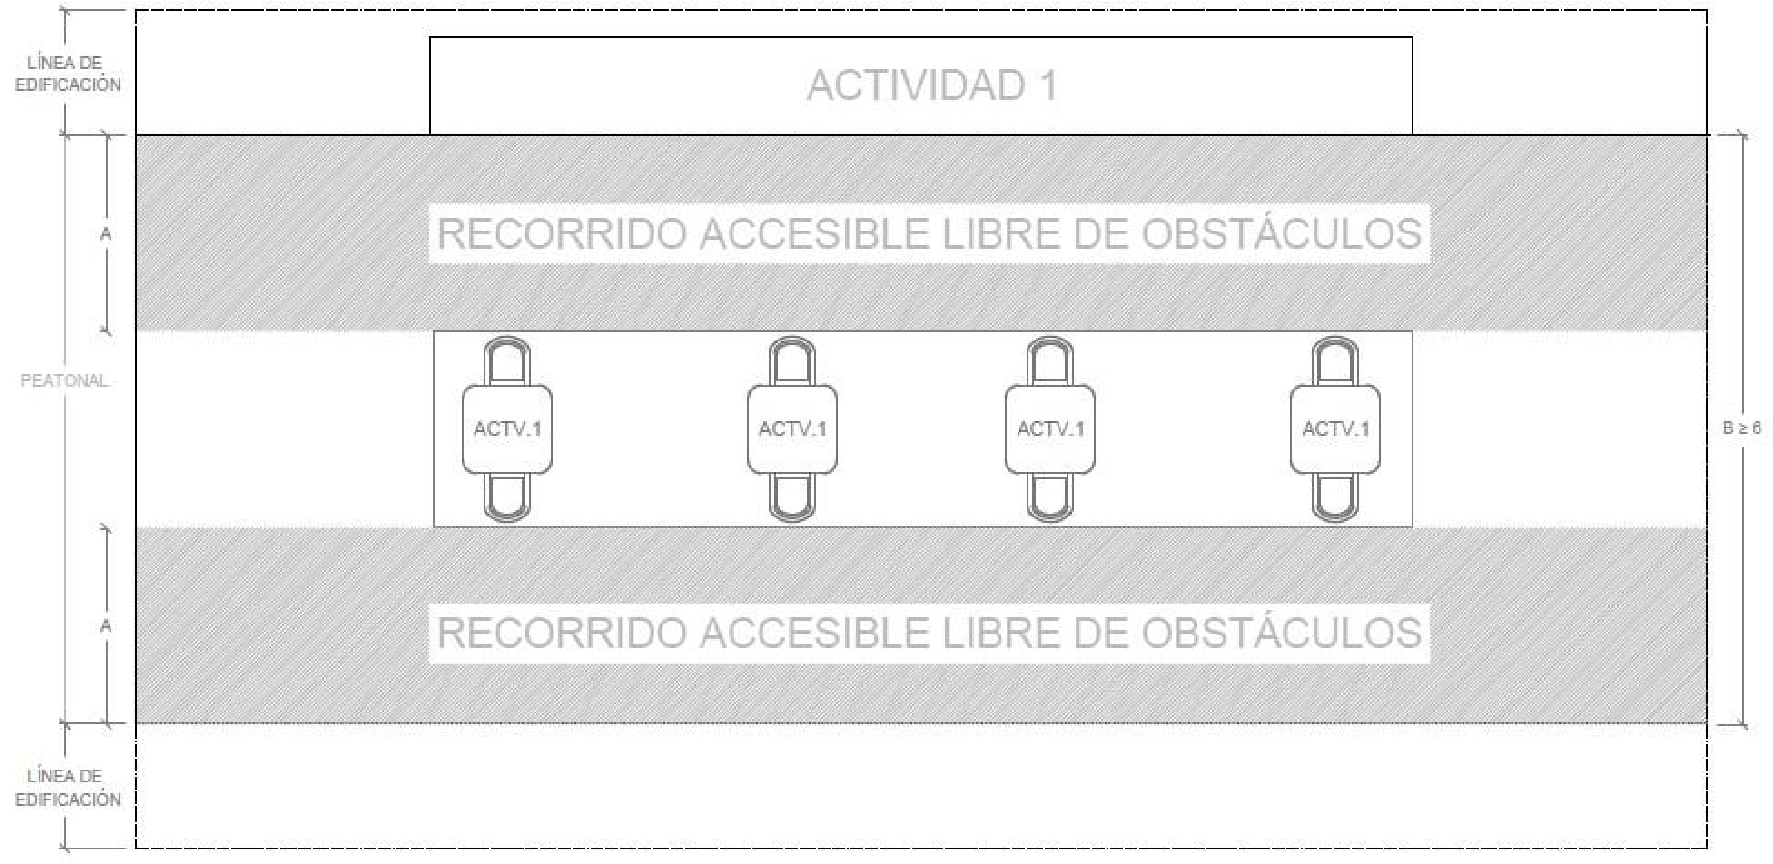 LÍNEA DE
EDIFICACIÓN
ACTIVIDAD 1
A
RECORRIDO ACCESIBLE LIBRE DE OBSTÁCULOS
PEATONAL
ACTV.1
ACTV.1
ACTV.1
ACTV.1
B ≥ 6
A
RECORRIDO ACCESIBLE LIBRE DE OBSTÁCULOS
LÍNEA DE
EDIFICACIÓN